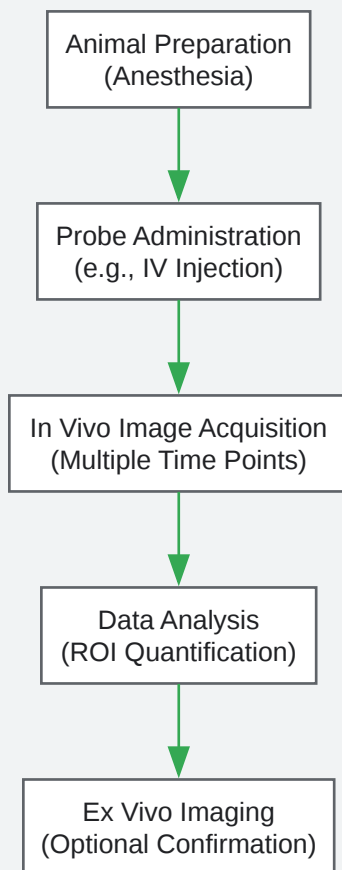 Animal Preparation
(Anesthesia)
Probe Administration
(e.g., IV Injection)
In Vivo Image Acquisition
(Multiple Time Points)
Data Analysis
(ROI Quantification)
Ex Vivo Imaging
(Optional Confirmation)